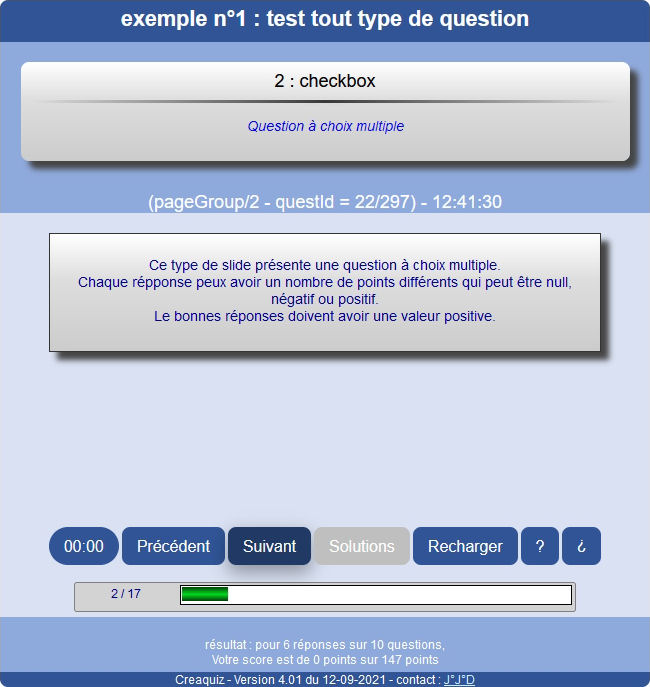 exemple n°1 : test tout type de question
2 : checkbox
Question à choix multiple
(pageGroup/2 - questId = 22/297) - 12:41:30
Ce type de slide présente une question à choix multiple.
Chaque répponse peux avoir un nombre de points différents qui peut être null,
négatif ou positif.
Le bonnes réponses doivent avoir une valeur positive.
00:00 Précédent Suivant Solutions Recharger ? ¿
2 / 17
résultat : pour 6 réponses sur 10 questions,
Votre score est de 0 points sur 147 points
Creaquiz - Version 4.01 du 12-09-2021 - contact : J°J°D